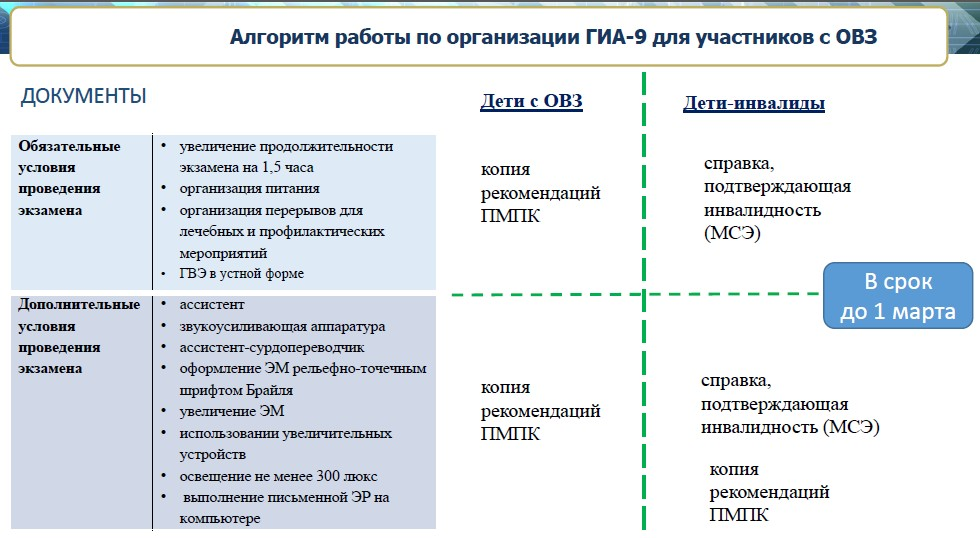 Алгоритм работы по организации ГИА-9 для участников с ОВЗ
ДОКУМЕНТЫ
Дети с ОВЗ
Дети-инвалиды
Обязательные
условия
проведения
экзамена
• увеличение продолжительности
экзамена на 1,5 часа
• организация питания
• организация перерывов для
лечебных и профилактических
мероприятий
• ГВЭ в устной форме
копия
рекомендаций
ПМПК
справка,
подтверждающая
инвалидность
(МСЭ)
В срок
до 1 марта
Дополнительные
условия
проведения
экзамена
• ассистент
• звукоусиливающая аппаратура
• ассистент-сурдопереводчик
• оформление ЭМ рельефно-точечным
шрифтом Брайля
• увеличение ЭМ
• использовании увеличительных
устройств
• освещение не менее 300 люкс
• выполнение письменной ЭР на
компьютере
копия
рекомендаций
ПМПК
справка,
подтверждающая
инвалидность (МСЭ)
копия
рекомендаций
ПМПК